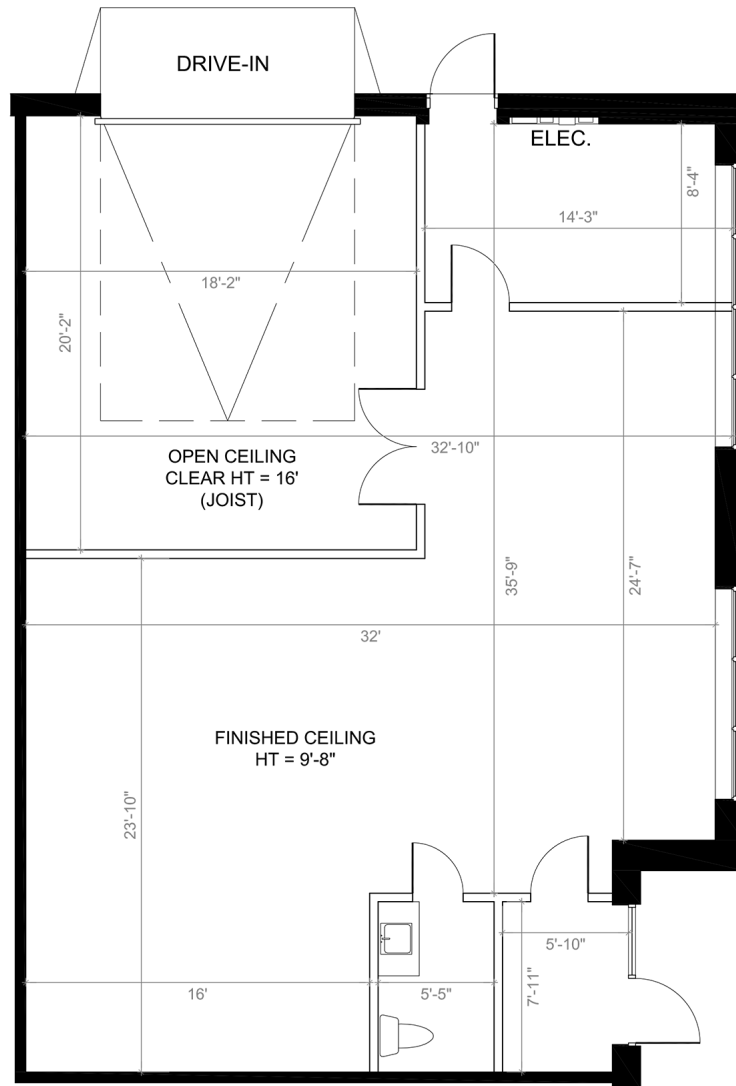 DRIVE-IN
ELEC.
8'-4"
14'-3"
18'-2"
20'-2"
32'-10"
OPEN CEILING
CLEAR HT = 16'
(JOIST)
35'-9"
24'-7"
32'
FINISHED CEILING
HT = 9'-8"
23'-10"
5'-10"
7'-11"
16'
5'-5"